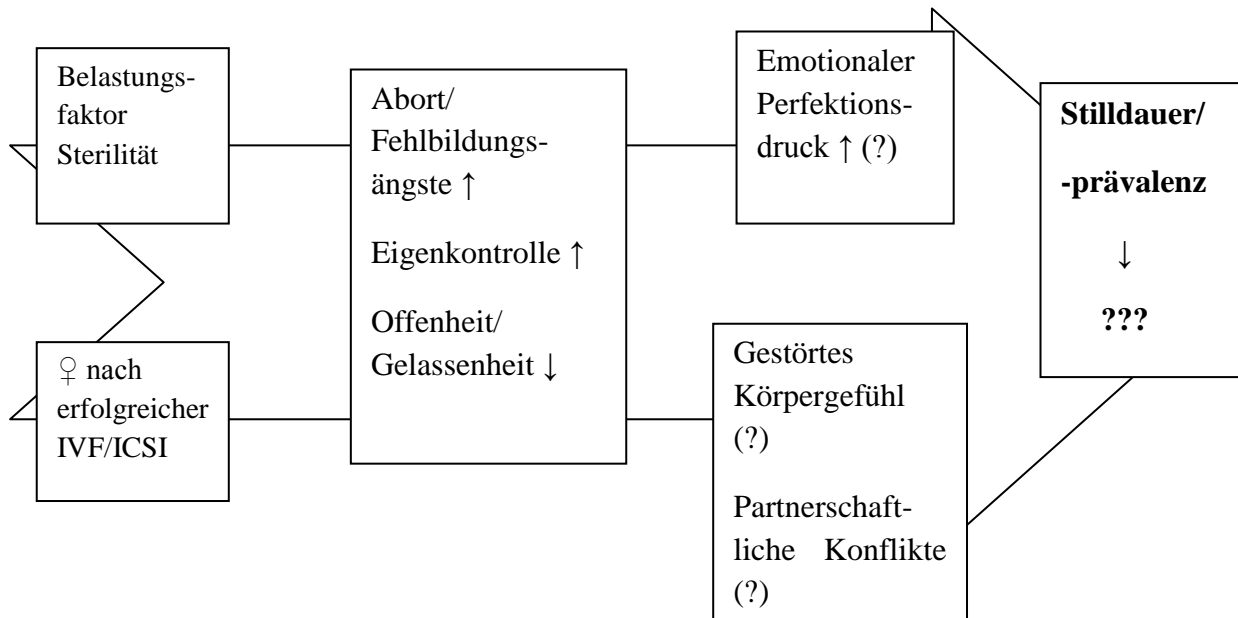 Belastungs-
faktor
Sterilität
♀ nach
erfolgreicher
IVF/ICSI
Abort/
Fehlbildungs-
ängste ↑
Eigenkontrolle ↑
Offenheit/
Gelassenheit ↓
Emotionaler
Perfektions-
druck ↑ (?)
Gestörtes
Körpergefühl
(?)
Partnerschaft-
liche Konflikte
(?)
Stilldauer/
-prävalenz
↓
???